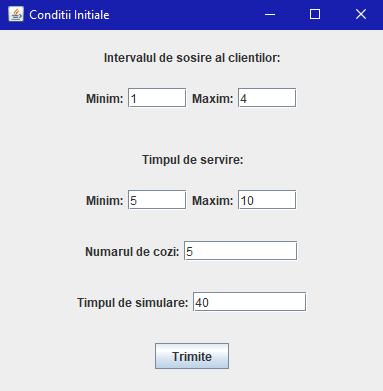 Conditii Initiale
Intervalul de sosire al clientilor:
Minim: 1 Maxim: 4
Timpul de servire:
Minim: 5 Maxim: 10
Numarul de cozi: 5
Timpul de simulare: 40
Trimite